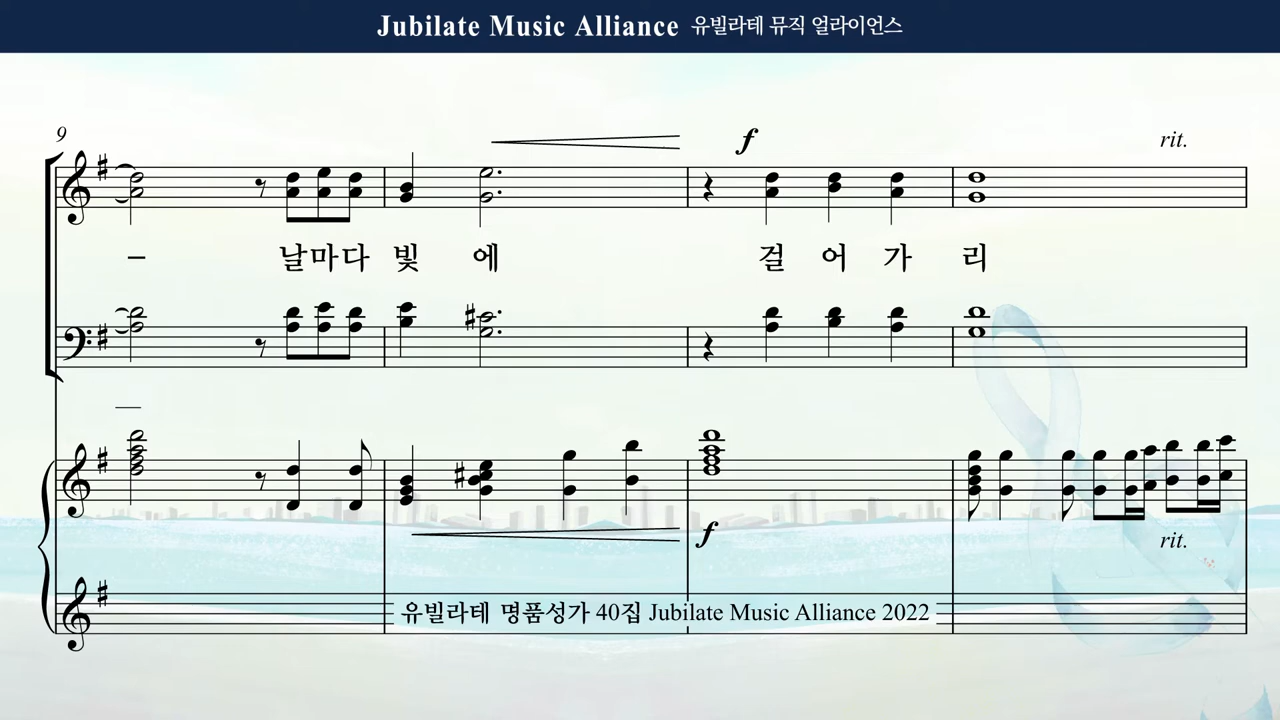 Jubilate Music Alliance 유빌라테 뮤직 얼라이언스
9
f
rit.
– 날마다 빛 에 걸 어 가 리
f
rit.
유빌라테 명품성가 40집 Jubilate Music Alliance 2022